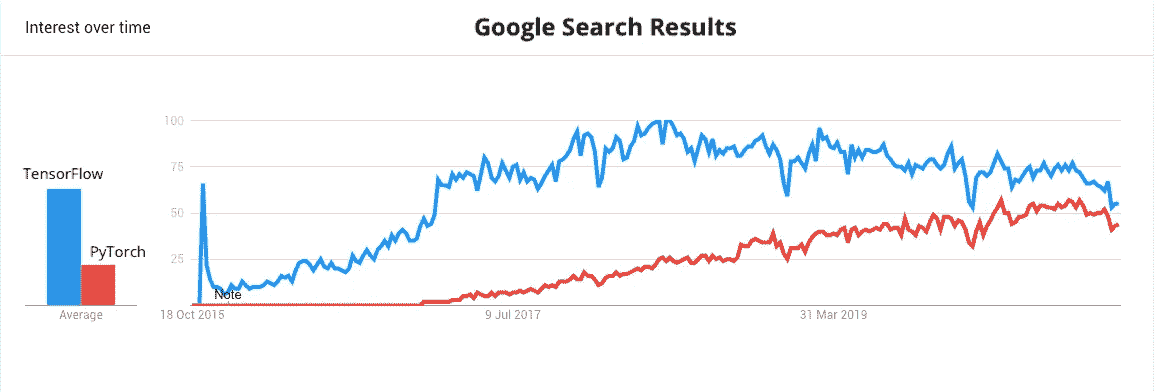 Interest over time
Google Search Results
100
75
50
25
TensorFlow
PyTorch
Average
Note
18 Oct 2015
9 Jul 2017
31 Mar 2019